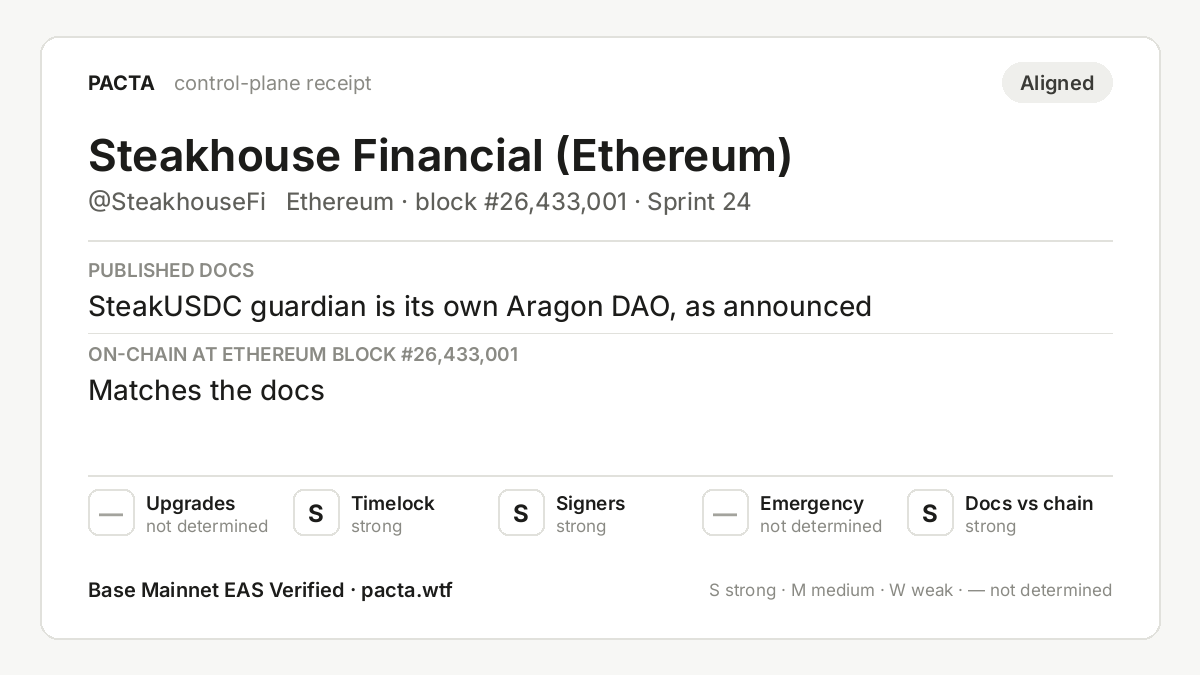 PACTA control-plane receipt Aligned
Steakhouse Financial (Ethereum)
@SteakhouseFi Ethereum · block #26,433,001 · Sprint 24
PUBLISHED DOCS
SteakUSDC guardian is its own Aragon DAO, as announced
ON-CHAIN AT ETHEREUM BLOCK #26,433,001
Matches the docs
— Upgrades S Timelock S Signers — Emergency S Docs vs chain
not determined strong strong not determined strong
Base Mainnet EAS Verified · pacta.wtf S strong · M medium · W weak · — not determined